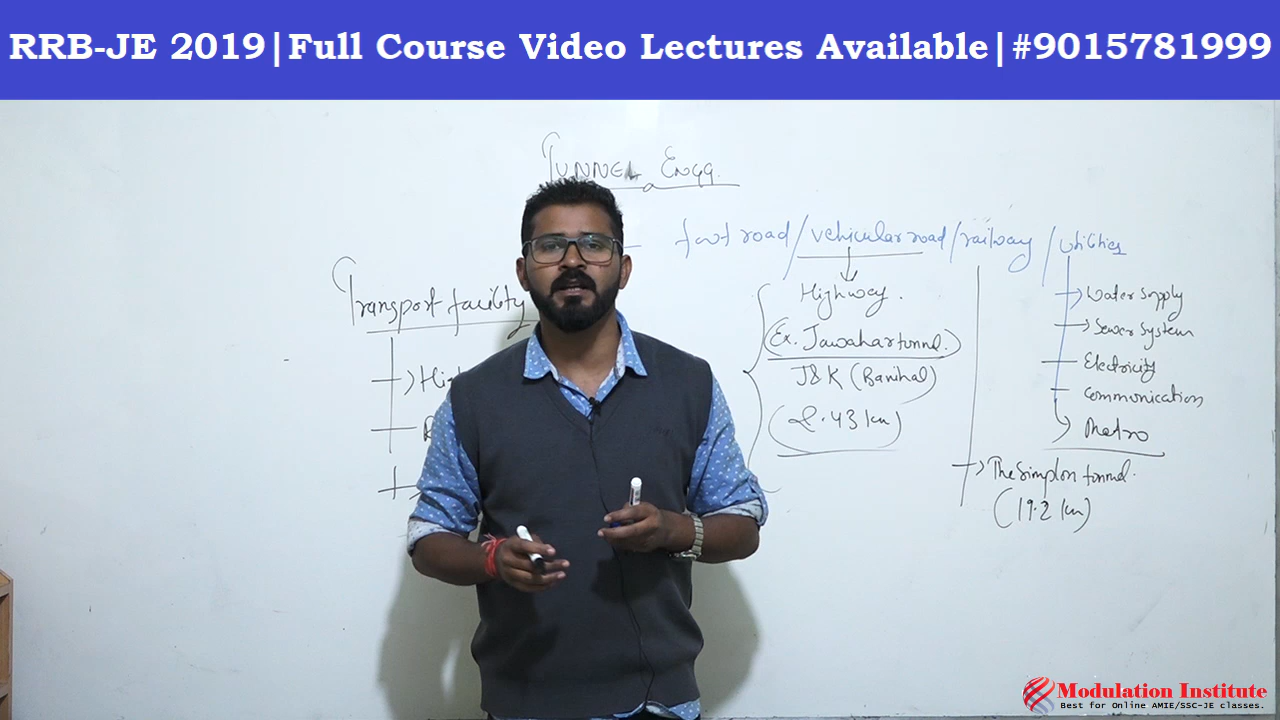 RRB-JE 2019|Full Course Video Lectures Available|#9015781999
TUNNEL ENGG.
foot road/vehicular road/railway/utilities
Transport facility
Highway.
(Ex. Jawahar tunnel.)
J&K (Banihal)
(2.43 km)
Water Supply
Sewer System
Electricity
Communication
Metro
The Simplon tunnel.
(19.2 km)
Modulation Institute
Best for Online AMIE/SSC-JE classes.